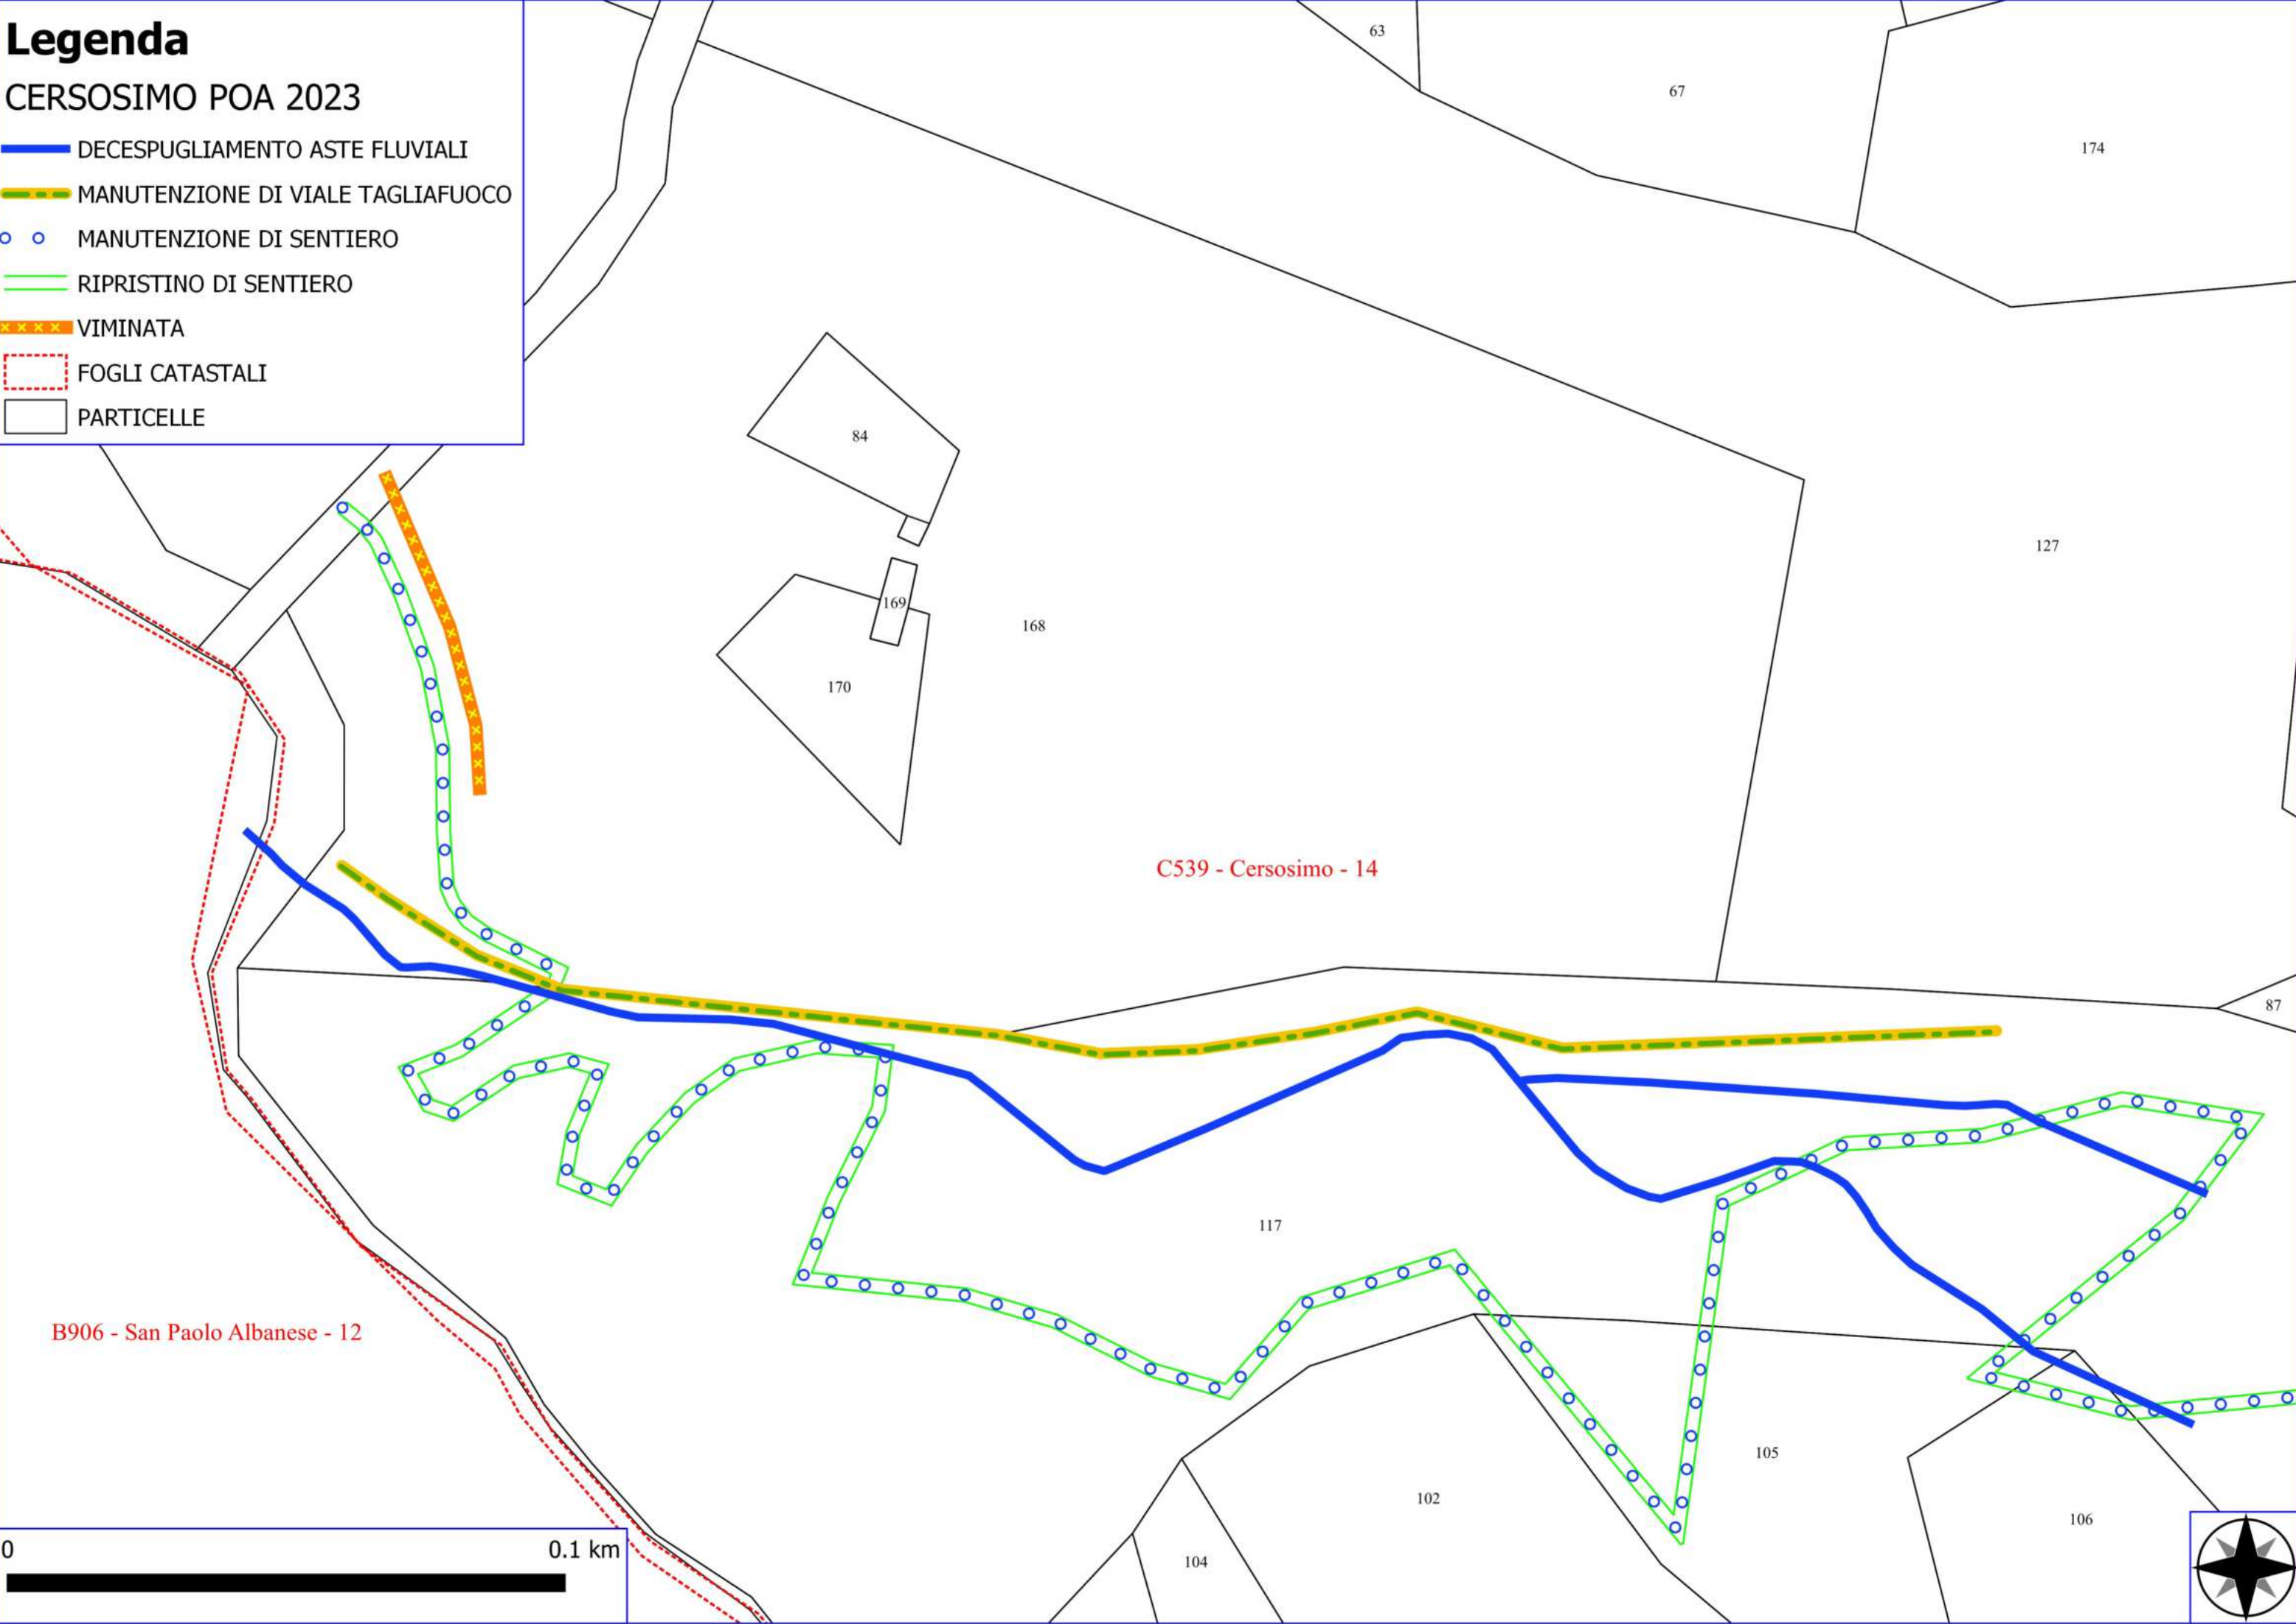 Legenda
CERSOSIMO POA 2023
DECESPUGLIAMENTO ASTE FLUVIALI
MANUTENZIONE DI VIALE TAGLIAFUOCO
MANUTENZIONE DI SENTIERO
RIPRISTINO DI SENTIERO
VIMINATA
FOGLI CATASTALI
PARTICELLE
63
67
174
84
127
169
168
170
C539 - Cersosimo - 14
87
117
B906 - San Paolo Albanese - 12
105
102
106
104
0
0.1 km